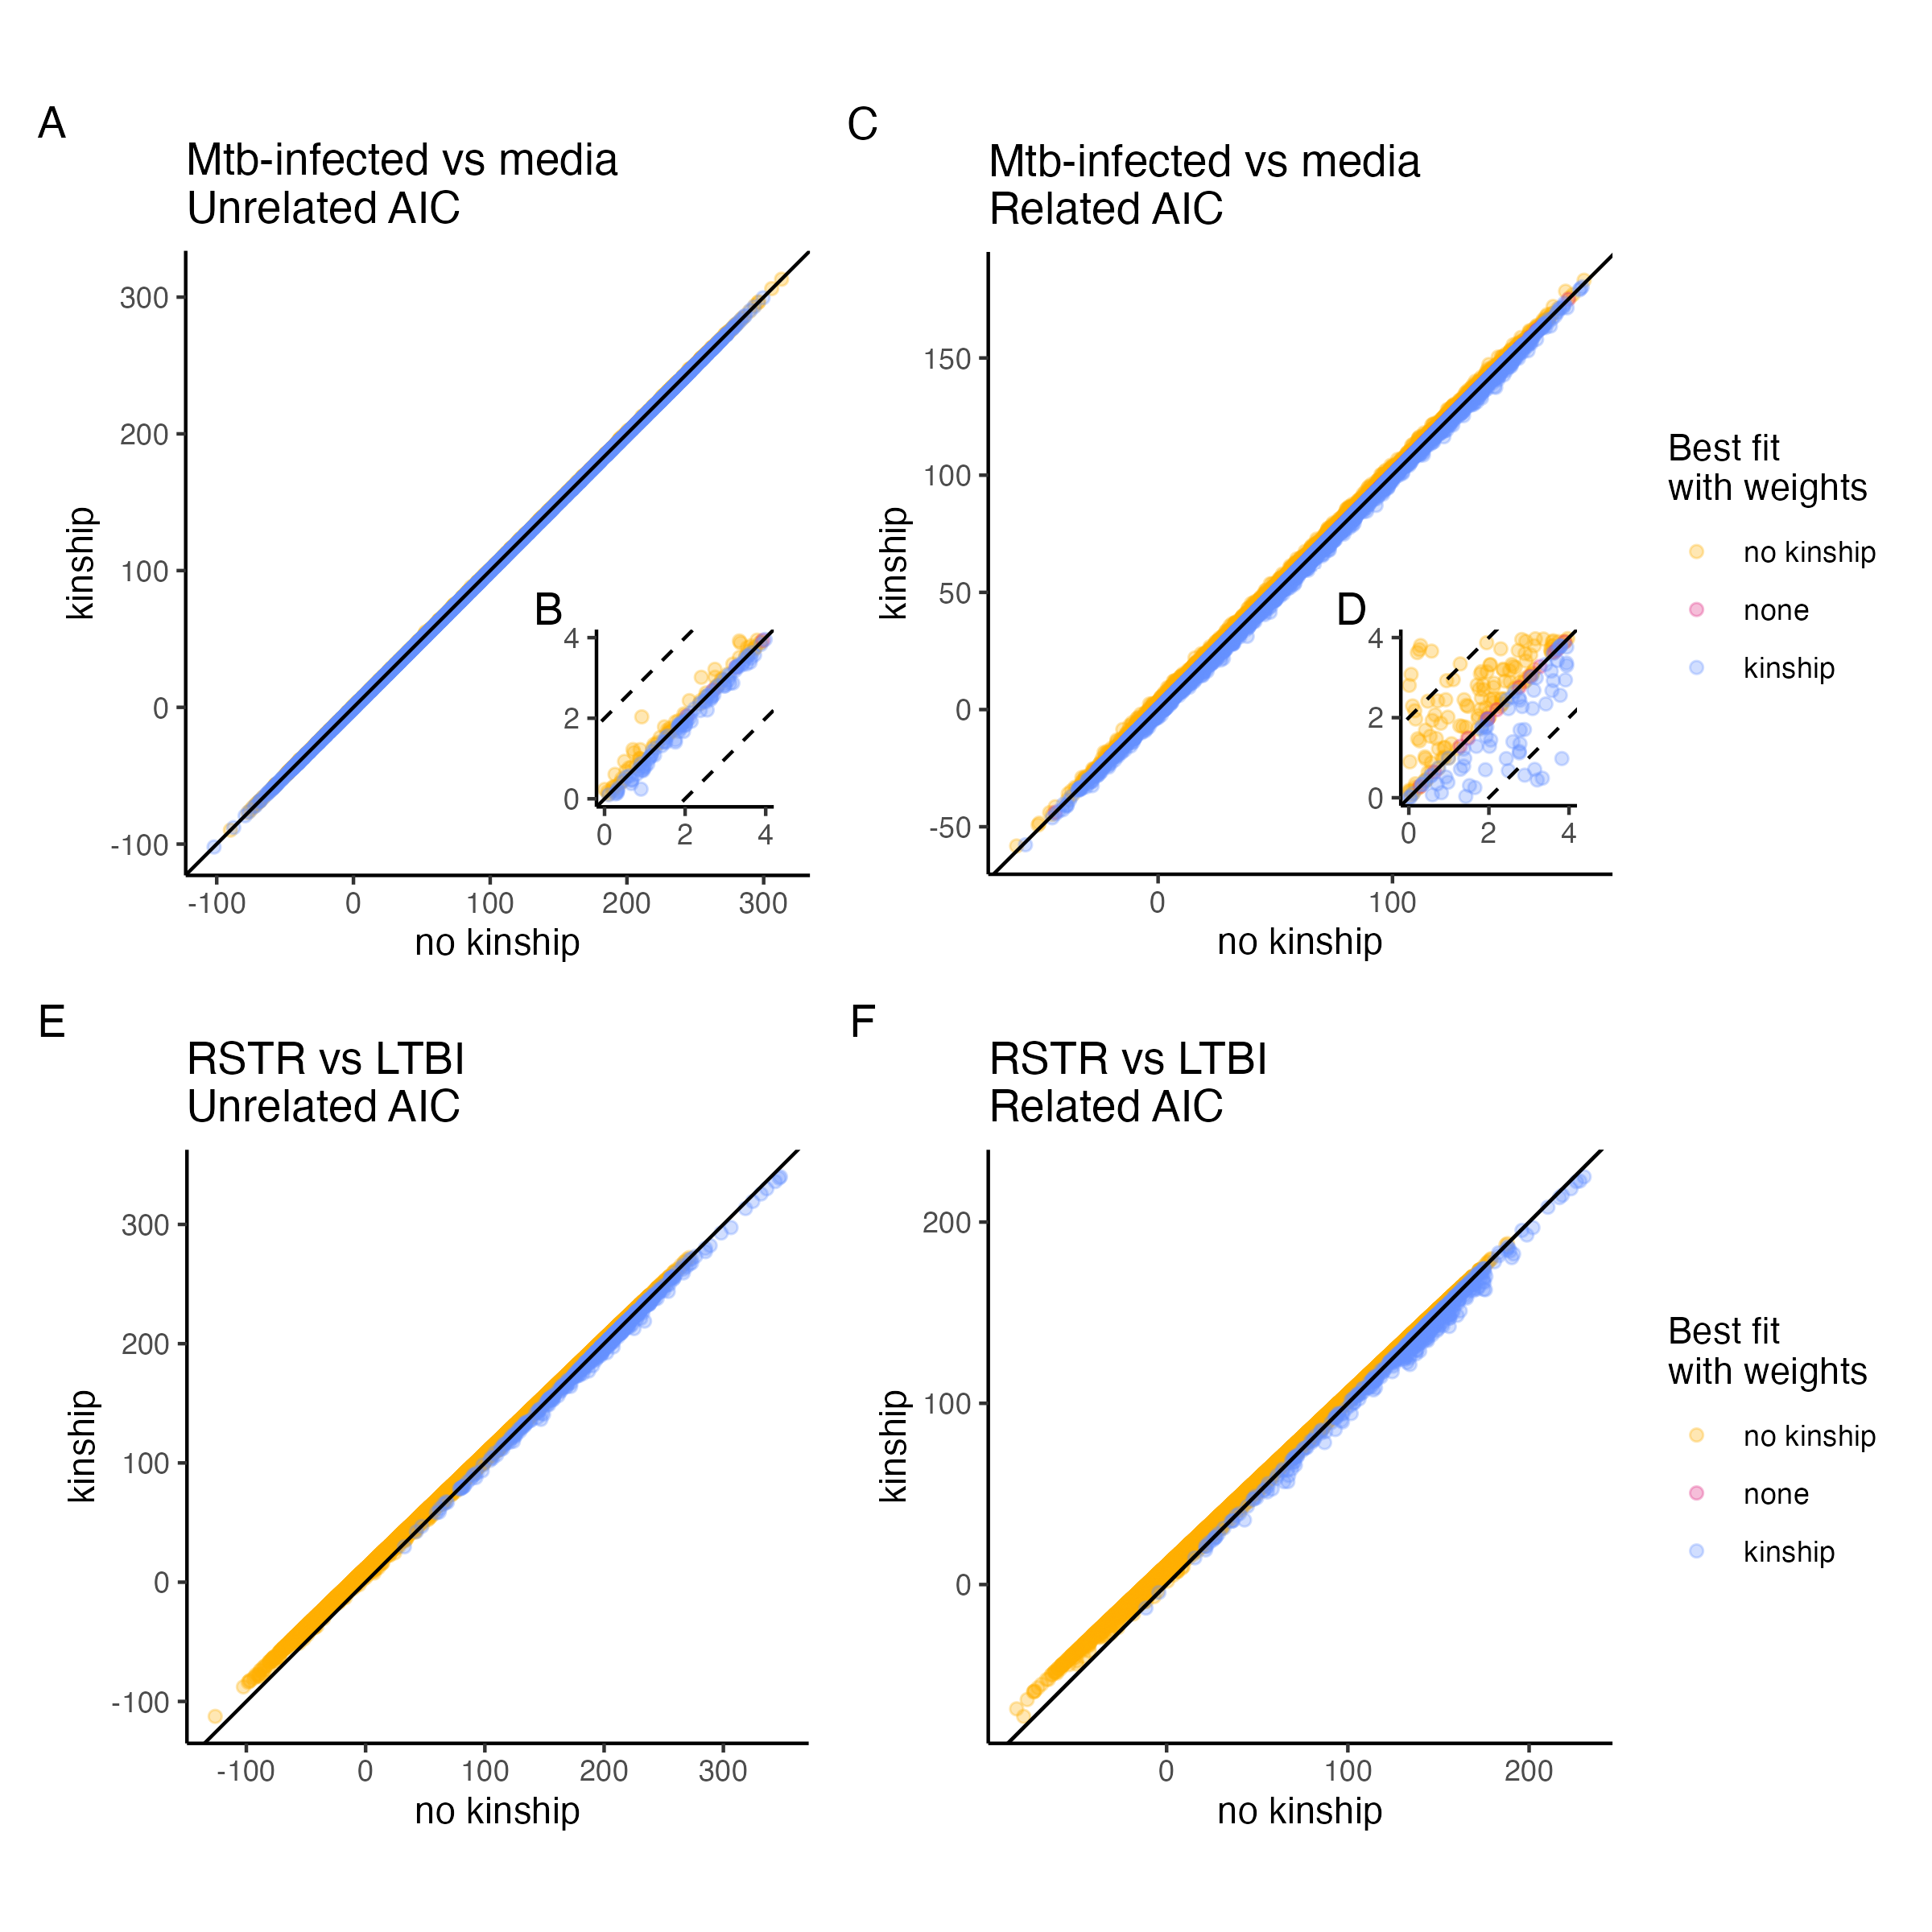 A
Mtb-infected vs media
Unrelated AIC
kinship
300
200
100
0
-100
-100 0 100 200 300
no kinship
B
4
2
0
0 2 4
C
Mtb-infected vs media
Related AIC
kinship
150
100
50
0
-50
0 100
no kinship
D
4
2
0
0 2 4
Best fit
with weights
no kinship
none
kinship
E
RSTR vs LTBI
Unrelated AIC
kinship
300
200
100
0
-100
-100 0 100 200 300
no kinship
F
RSTR vs LTBI
Related AIC
kinship
200
100
0
0 100 200
no kinship
Best fit
with weights
no kinship
none
kinship